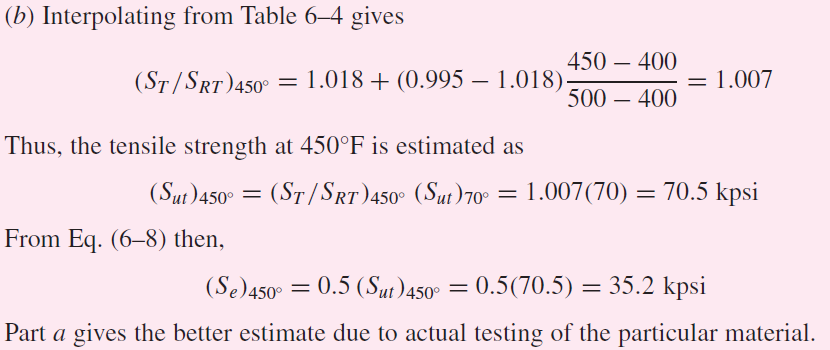 (b) Interpolating from Table 6–4 gives
(S_T/S_RT)_450° = 1.018 + (0.995 − 1.018) (450 − 400)/(500 − 400) = 1.007
Thus, the tensile strength at 450°F is estimated as
(S_ut)_450° = (S_T/S_RT)_450° (S_ut)_70° = 1.007(70) = 70.5 kpsi
From Eq. (6–8) then,
(S_e)_450° = 0.5 (S_ut)_450° = 0.5(70.5) = 35.2 kpsi
Part a gives the better estimate due to actual testing of the particular material.